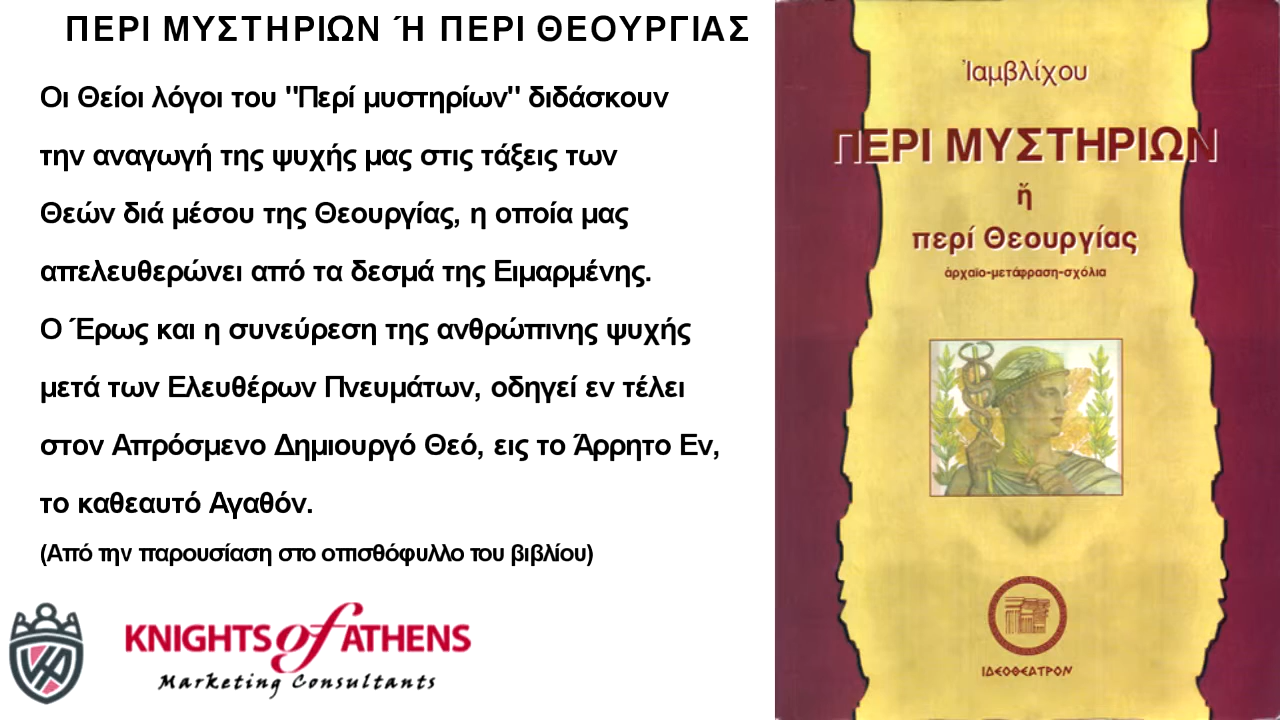 ΠΕΡΙ ΜΥΣΤΗΡΙΩΝ Ή ΠΕΡΙ ΘΕΟΥΡΓΙΑΣ
Οι Θείοι λόγοι του "Περί μυστηρίων" διδάσκουν
την αναγωγή της ψυχής μας στις τάξεις των
Θεών διά μέσου της Θεουργίας, η οποία μας
απελευθερώνει από τα δεσμά της Ειμαρμένης.
Ο Έρως και η συνεύρεση της ανθρώπινης ψυχής
μετά των Ελευθέρων Πνευμάτων, οδηγεί εν τέλει
στον Απρόσμενο Δημιουργό Θεό, εις το Άρρητο Εν,
το καθεαυτό Αγαθόν.
(Από την παρουσίαση στο οπισθόφυλλο του βιβλίου)
KNIGHTS of ATHENS
Marketing Consultants
Ἰαμβλίχου
ΠΕΡΙ ΜΥΣΤΗΡΙΩΝ
ἤ
περί Θεουργίας
ἀρχαῖο-μετάφραση-σχόλια
ΙΔΕΟΘΕΑΤΡΟΝ